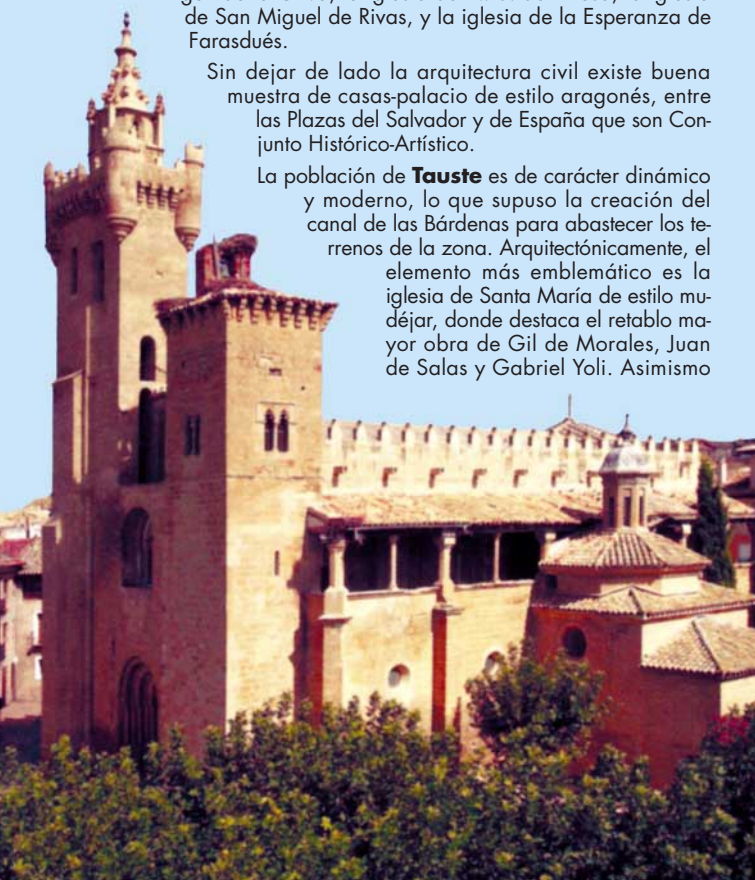 de San Miguel de Rivas, y la iglesia de la Esperanza de
Farasdués.
Sin dejar de lado la arquitectura civil existe buena
muestra de casas-palacio de estilo aragonés, entre
las Plazas del Salvador y de España que son Con-
junto Histórico-Artístico.
La población de Tauste es de carácter dinámico
y moderno, lo que supuso la creación del
canal de las Bárdenas para abastecer los te-
rrenos de la zona. Arquitectónicamente, el
elemento más emblemático es la
iglesia de Santa María de estilo mu-
déjar, donde destaca el retablo ma-
yor obra de Gil de Morales, Juan
de Salas y Gabriel Yoli. Asimismo